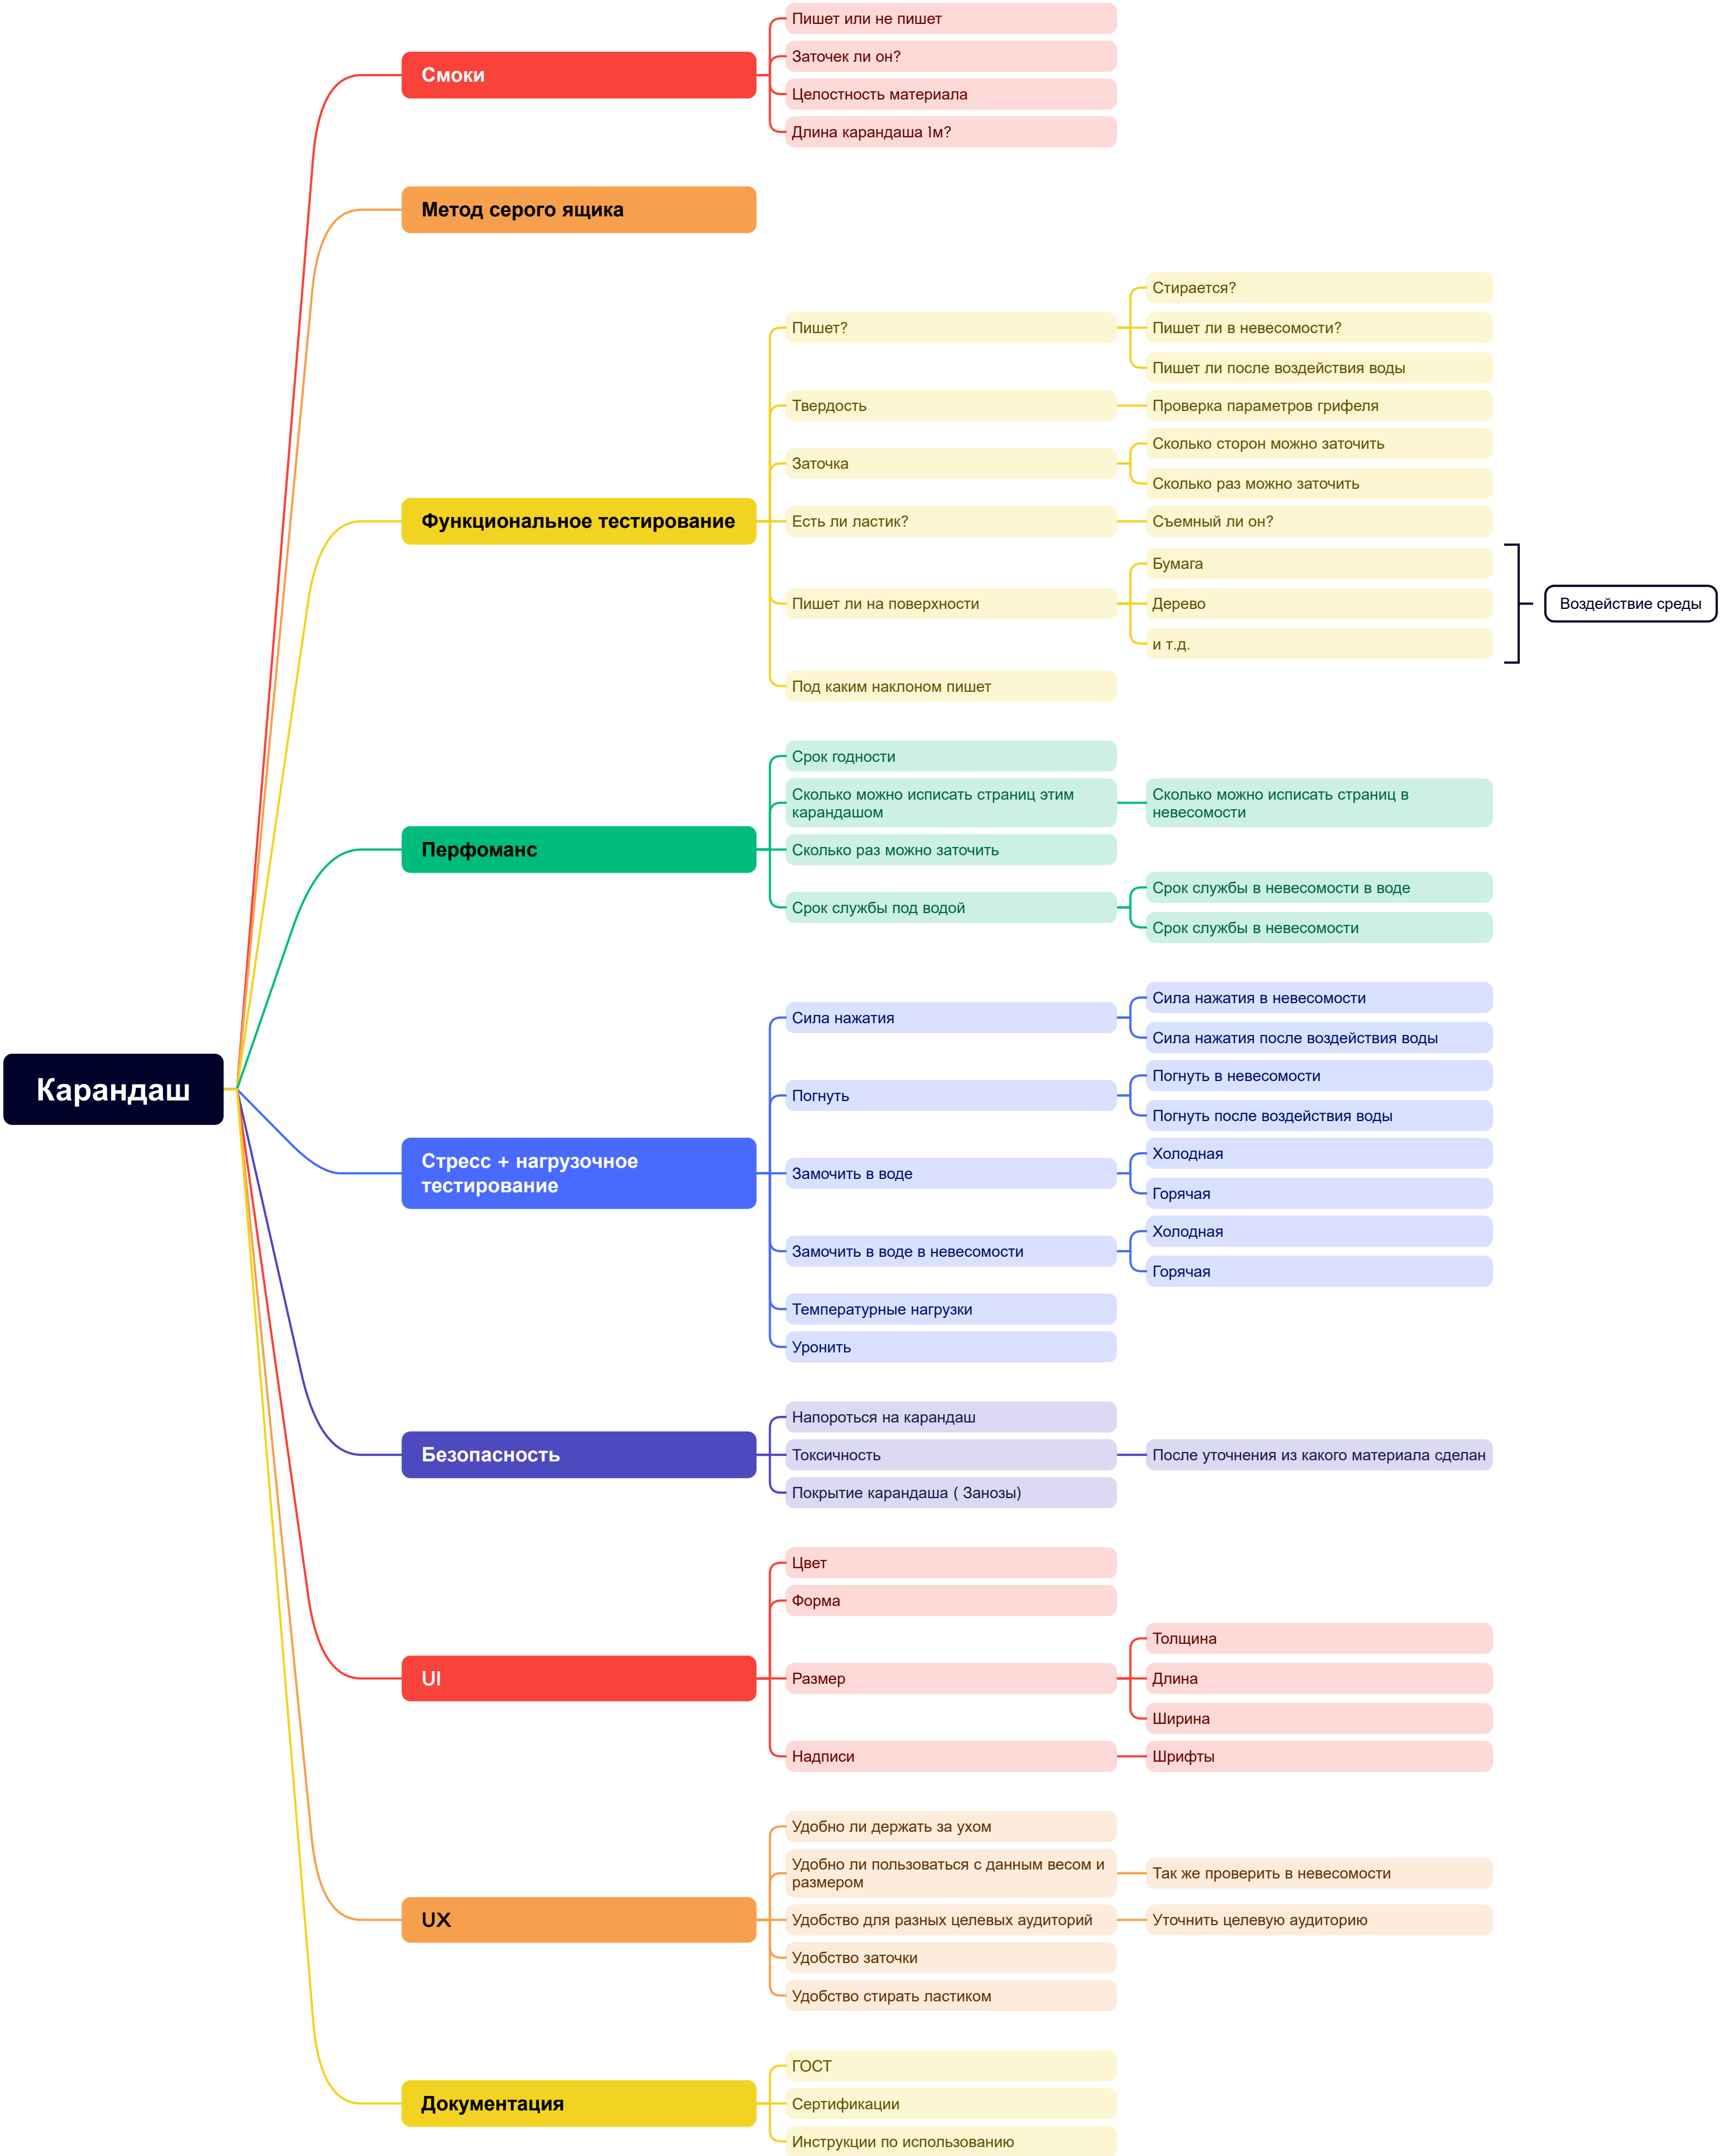 Карандаш
Смоки
Пишет или не пишет
Заточек ли он?
Целостность материала
Длина карандаша 1м?
Метод серого ящика
Функциональное тестирование
Пишет?
Стирается?
Пишет ли в невесомости?
Пишет ли после воздействия воды
Твердость
Проверка параметров грифеля
Заточка
Сколько сторон можно заточить
Сколько раз можно заточить
Есть ли ластик?
Съемный ли он?
Пишет ли на поверхности
Бумага
Дерево
и т.д.
Воздействие среды
Под каким наклоном пишет
Перфоманс
Срок годности
Сколько можно исписать страниц этим
карандашом
Сколько можно исписать страниц в
невесомости
Сколько раз можно заточить
Срок службы под водой
Срок службы в невесомости в воде
Срок службы в невесомости
Стресс + нагрузочное
тестирование
Сила нажатия
Сила нажатия в невесомости
Сила нажатия после воздействия воды
Погнуть
Погнуть в невесомости
Погнуть после воздействия воды
Замочить в воде
Холодная
Горячая
Замочить в воде в невесомости
Холодная
Горячая
Температурные нагрузки
Уронить
Безопасность
Напороться на карандаш
Токсичность
После уточнения из какого материала сделан
Покрытие карандаша ( Занозы)
UI
Цвет
Форма
Размер
Толщина
Длина
Ширина
Надписи
Шрифты
UX
Удобно ли держать за ухом
Удобно ли пользоваться с данным весом и
размером
Так же проверить в невесомости
Удобство для разных целевых аудиторий
Уточнить целевую аудиторию
Удобство заточки
Удобство стирать ластиком
Документация
ГОСТ
Сертификации
Инструкции по использованию